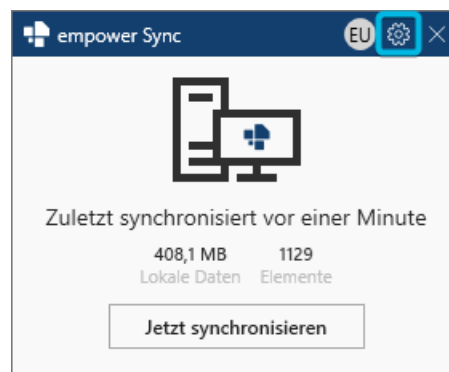 empower Sync EU
Zuletzt synchronisiert vor einer Minute
408,1 MB 1129
Lokale Daten Elemente
Jetzt synchronisieren